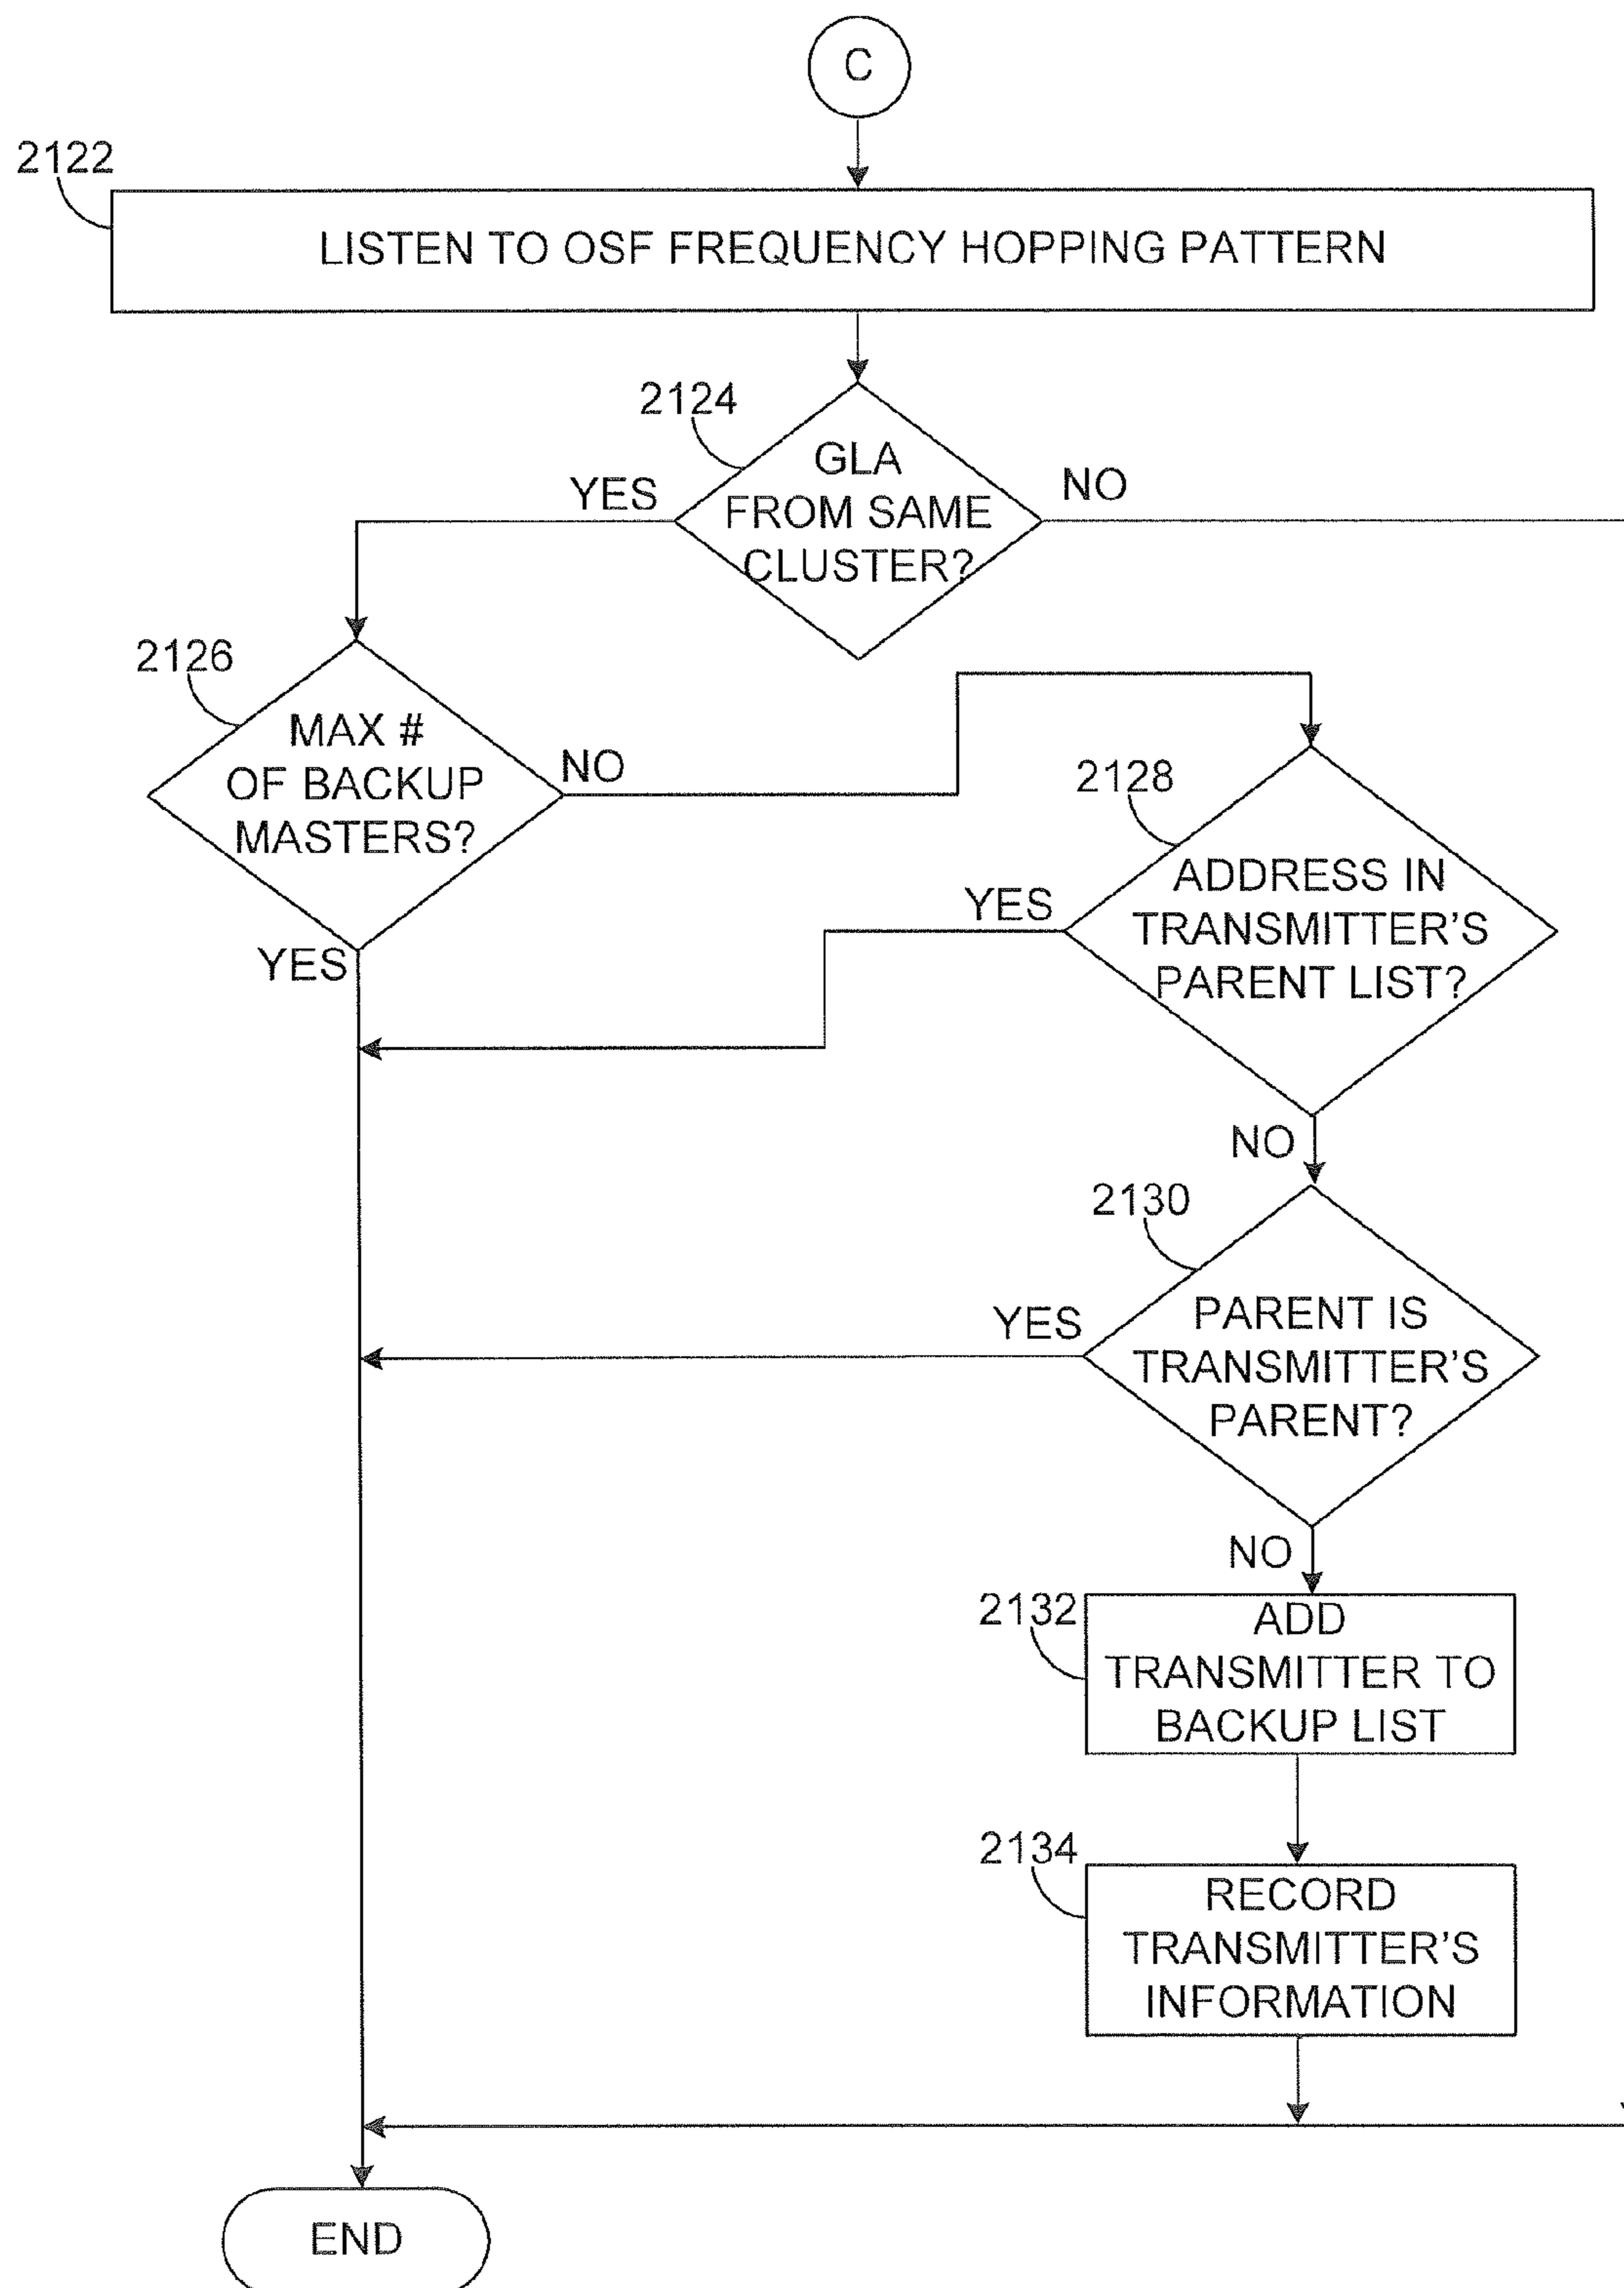 C
2122
LISTEN TO OSF FREQUENCY HOPPING PATTERN
2124
GLA
FROM SAME
CLUSTER?
YES
NO
2126
MAX #
OF BACKUP
MASTERS?
NO
YES
2128
ADDRESS IN
TRANSMITTER'S
PARENT LIST?
YES
NO
2130
PARENT IS
TRANSMITTER'S
PARENT?
YES
NO
2132
ADD
TRANSMITTER TO
BACKUP LIST
2134
RECORD
TRANSMITTER'S
INFORMATION
END